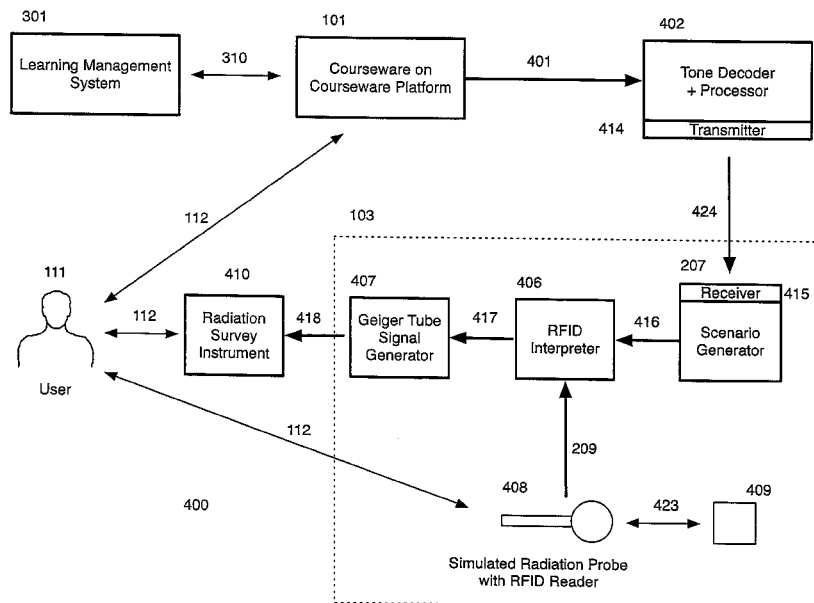 301
101
402
Learning Management
System
310
Courseware on
Courseware Platform
401
Tone Decoder
+ Processor
414
Transmitter
112
103
424
111
410
407
406
207
Receiver
415
112
Radiation
Survey
Instrument
418
Geiger Tube
Signal
Generator
417
RFID
Interpreter
416
Scenario
Generator
User
112
209
400
408
423
409
Simulated Radiation Probe
with RFID Reader